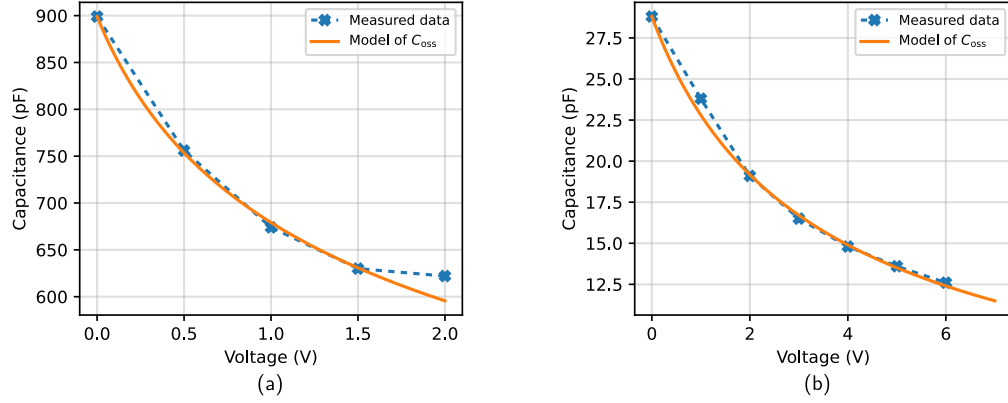 900
850
800
750
700
650
600
Capacitance (pF)
0.0 0.5 1.0 1.5 2.0
Voltage (V)
Measured data
Model of Coss
(a)
27.5
25.0
22.5
20.0
17.5
15.0
12.5
Capacitance (pF)
0 2 4 6
Voltage (V)
Measured data
Model of Coss
(b)